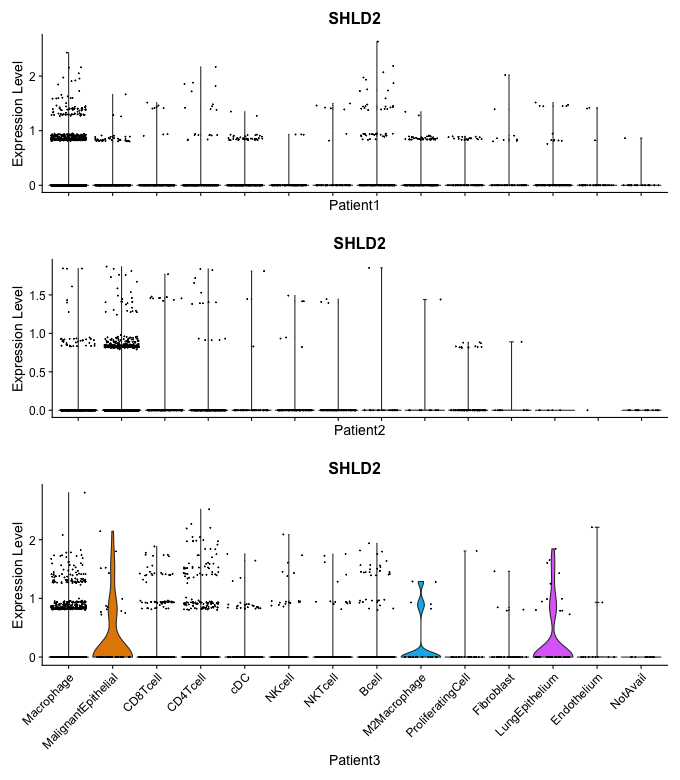 SHLD2
Expression Level
2
1
0
Patient1
SHLD2
Expression Level
1.5
1.0
0.5
0.0
Patient2
SHLD2
Expression Level
2
1
0
Macrophage
MalignantEpithelial
CD8Tcell
CD4Tcell
cDC
NKcell
NKTcell
Bcell
M2Macrophage
ProliferatingCell
Fibroblast
LungEpithelium
Endothelium
NotAvail
Patient3